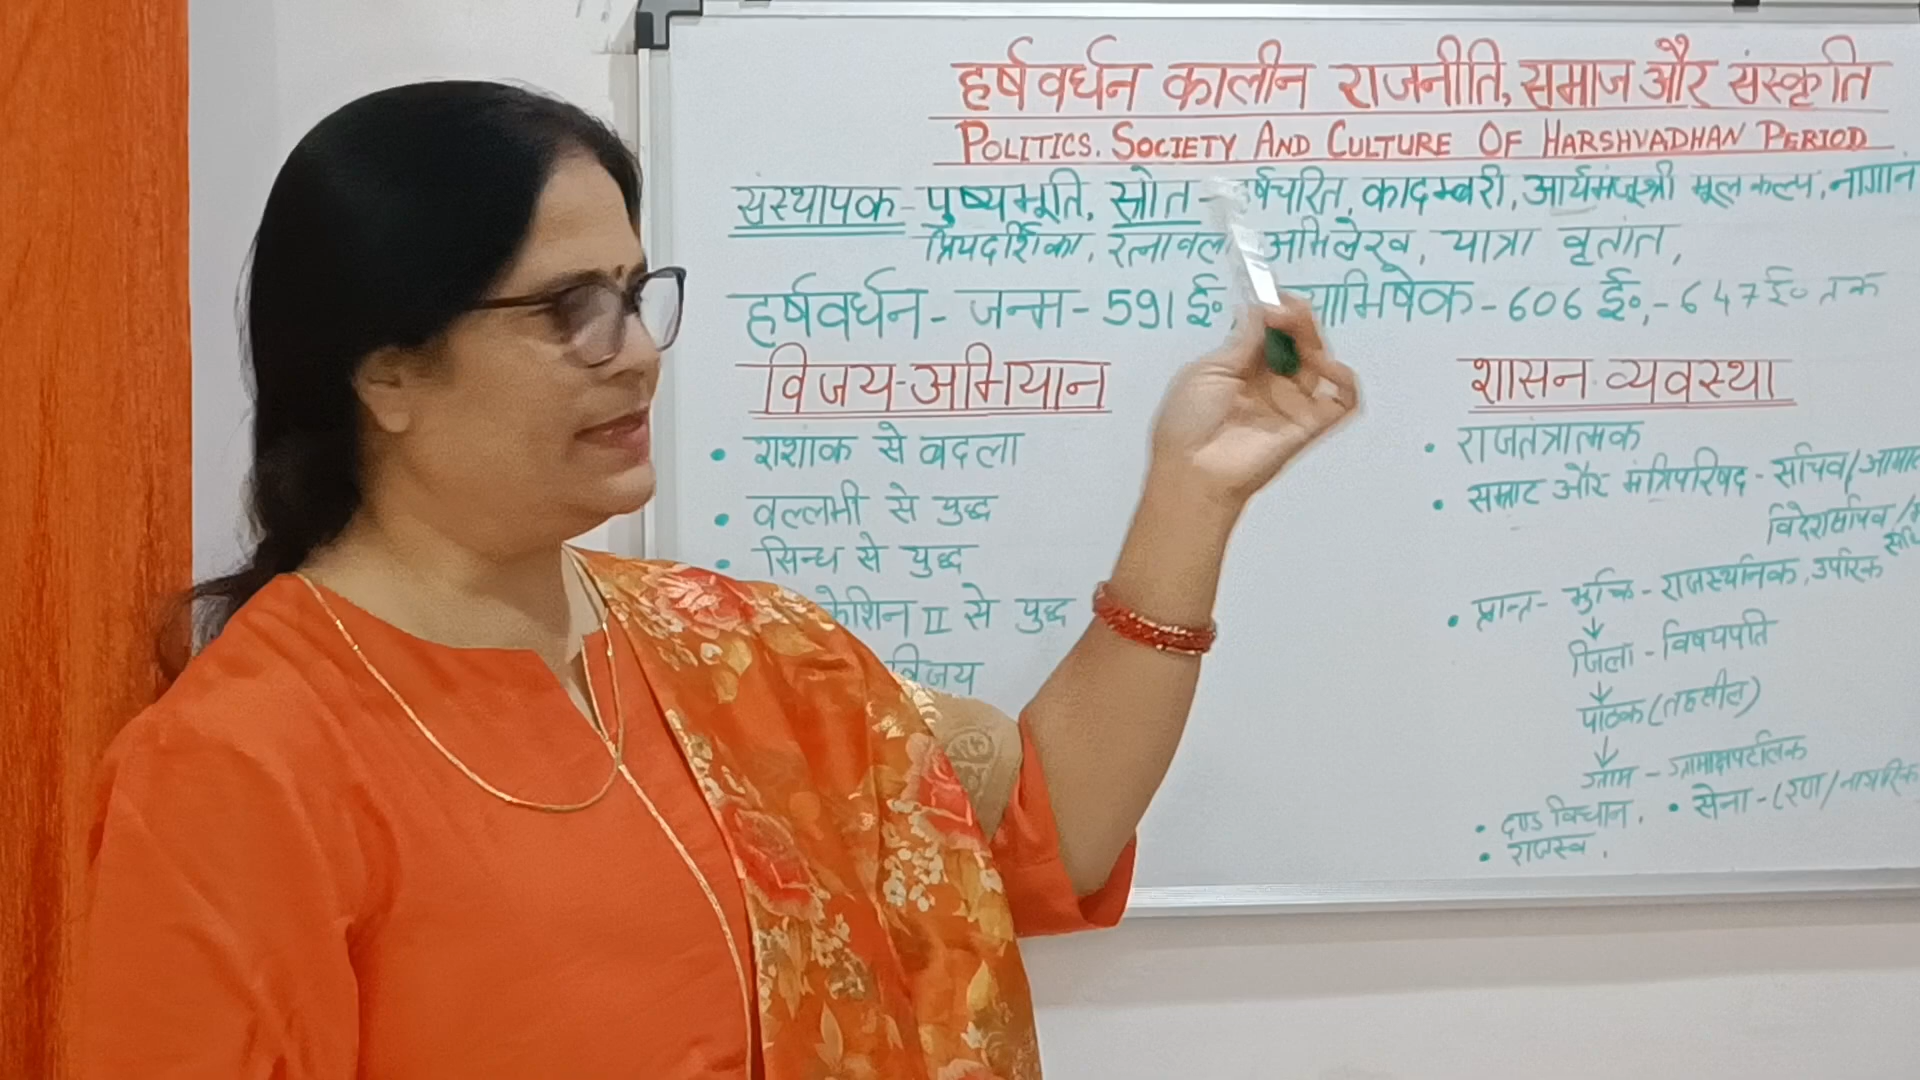 हर्षवर्धन कालीन राजनीति, समाज और संस्कृति
POLITICS. SOCIETY AND CULTURE OF HARSHVADHAN PERIOD
संस्थापक - पुष्यभूति, स्रोत - हर्षचरित, कादम्बरी, आर्यमंजूश्री मूल कल्प, नागानं
प्रियदर्शिका, रत्नावली अभिलेख, यात्रा वृतांत,
हर्षवर्धन - जन्म - 591 ई०, याभिषेक - 606 ई०, - 647 ई० तक
विजय-अभियान
• शशांक से बदला
• वल्लभी से युद्ध
• सिन्ध से युद्ध
केशिन II से युद्ध
विजय
शासन व्यवस्था
• राजतंत्रात्मक
• सम्राट और मंत्रिपरिषद - सचिव/आमात
विदेशसचिव/
• प्रान्त - भुक्ति - राजस्थनिक, उपरिक
↓
जिला - विषयपति
↓
पाठक (तहसील)
↓
ग्राम - ग्रामाक्षपटलिक
• दण्ड विधान. • सेना - (रण/नागरिक
• राजस्व.